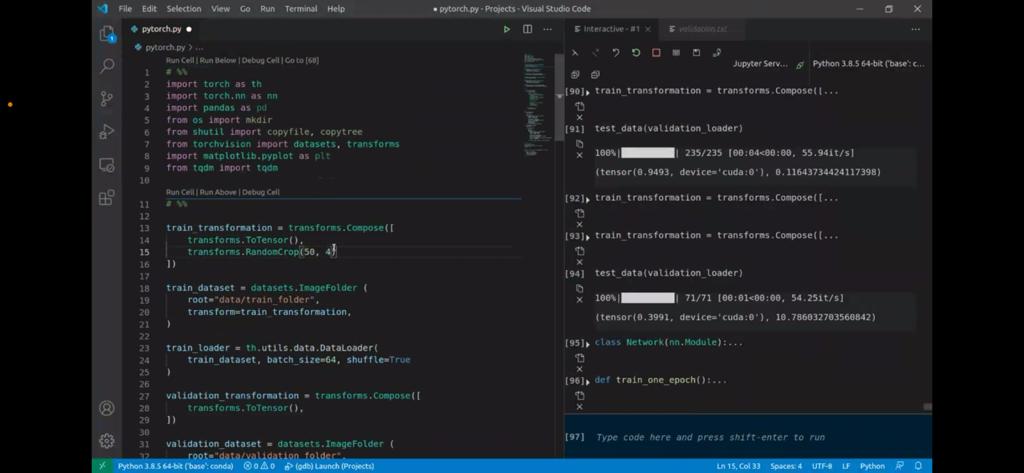 File Edit Selection View Go Run Terminal Help
● pytorch.py - Projects - Visual Studio Code
pytorch.py ●
pytorch.py > ...
Run Cell | Run Below | Debug Cell | Go to [68]
1 # %%
2 import torch as th
3 import torch.nn as nn
4 import pandas as pd
5 from os import mkdir
6 from shutil import copyfile, copytree
7 from torchvision import datasets, transforms
8 import matplotlib.pyplot as plt
9 from tqdm import tqdm
10
Run Cell | Run Above | Debug Cell
11 # %%
12
13 train_transformation = transforms.Compose([
14 transforms.ToTensor(),
15 transforms.RandomCrop(50, 4)
16 ])
17
18 train_dataset = datasets.ImageFolder (
19 root="data/train_folder",
20 transform=train_transformation,
21 )
22
23 train_loader = th.utils.data.DataLoader(
24 train_dataset, batch_size=64, shuffle=True
25 )
26
27 validation_transformation = transforms.Compose([
28 transforms.ToTensor(),
29 ])
30
31 validation_dataset = datasets.ImageFolder (
32 root="data/validation_folder"
Interactive - #1 ×
validation.txt
Jupyter Serv...
Python 3.8.5 64-bit ('base': c...
[90] train_transformation = transforms.Compose([...
[91] test_data(validation_loader)
100%| | 235/235 [00:04<00:00, 55.94it/s]
(tensor(0.9493, device='cuda:0'), 0.11643734424117398)
[92] train_transformation = transforms.Compose([...
[93] train_transformation = transforms.Compose([...
[94] test_data(validation_loader)
100%| | 71/71 [00:01<00:00, 54.25it/s]
(tensor(0.3991, device='cuda:0'), 10.786032703560842)
[95] class Network(nn.Module):...
[96] def train_one_epoch():...
[97] Type code here and press shift-enter to run
Python 3.8.5 64-bit ('base': conda) 0 0 (gdb) Launch (Projects)
Ln 15, Col 33 Spaces: 4 UTF-8 LF Python